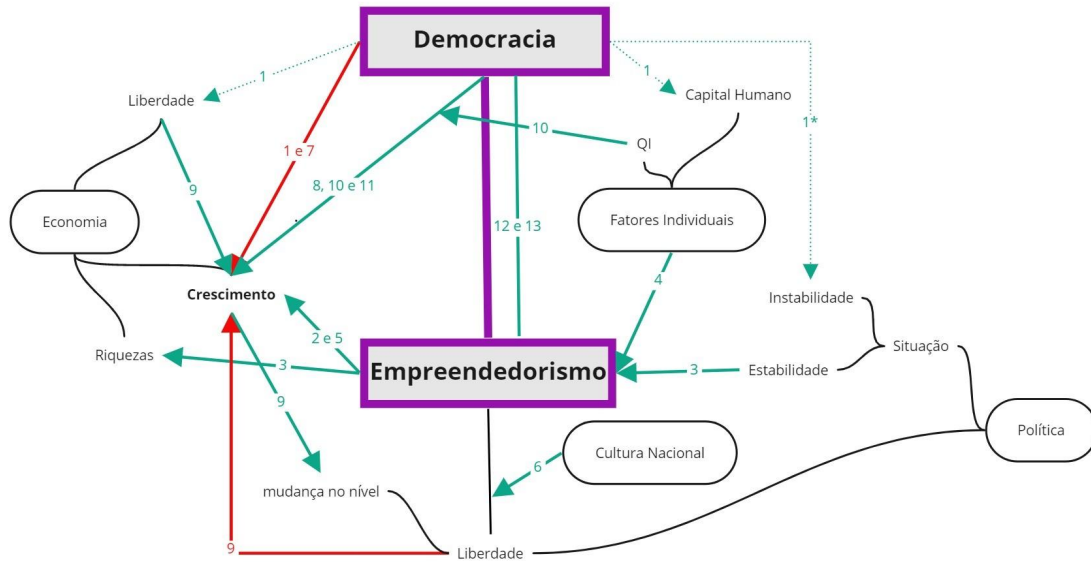 Democracia
1
1
Liberdade
Capital Humano
1*
10
QI
1 e 7
8, 10 e 11
9
Economia
12 e 13
Fatores Individuais
4
Crescimento
Instabilidade
2 e 5
Situação
Riquezas
3
Empreendedorismo
3
Estabilidade
9
Política
Cultura Nacional
6
mudança no nível
9
Liberdade